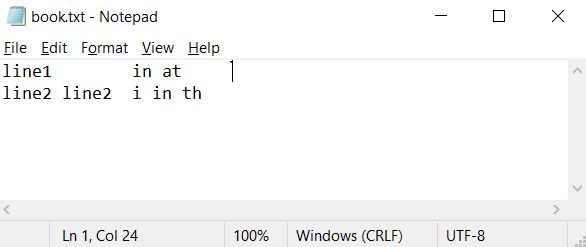 book.txt - Notepad
File Edit Format View Help
line1        in at
line2 line2  i in th
Ln 1, Col 24 100% Windows (CRLF) UTF-8